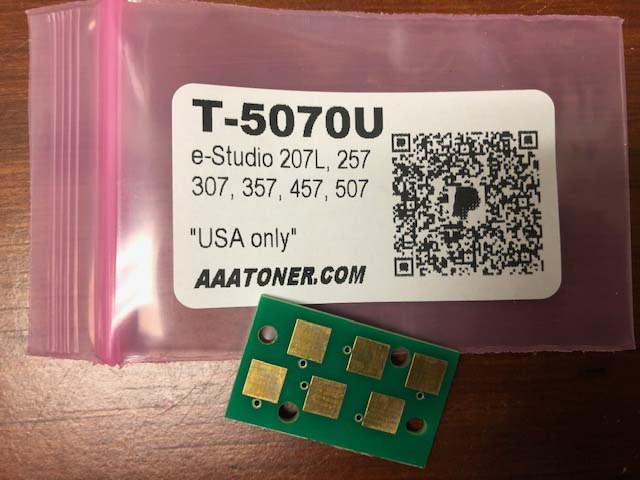 T-5070U
e-Studio 207L, 257
307, 357, 457, 507
"USA only"
AAATONER.COM